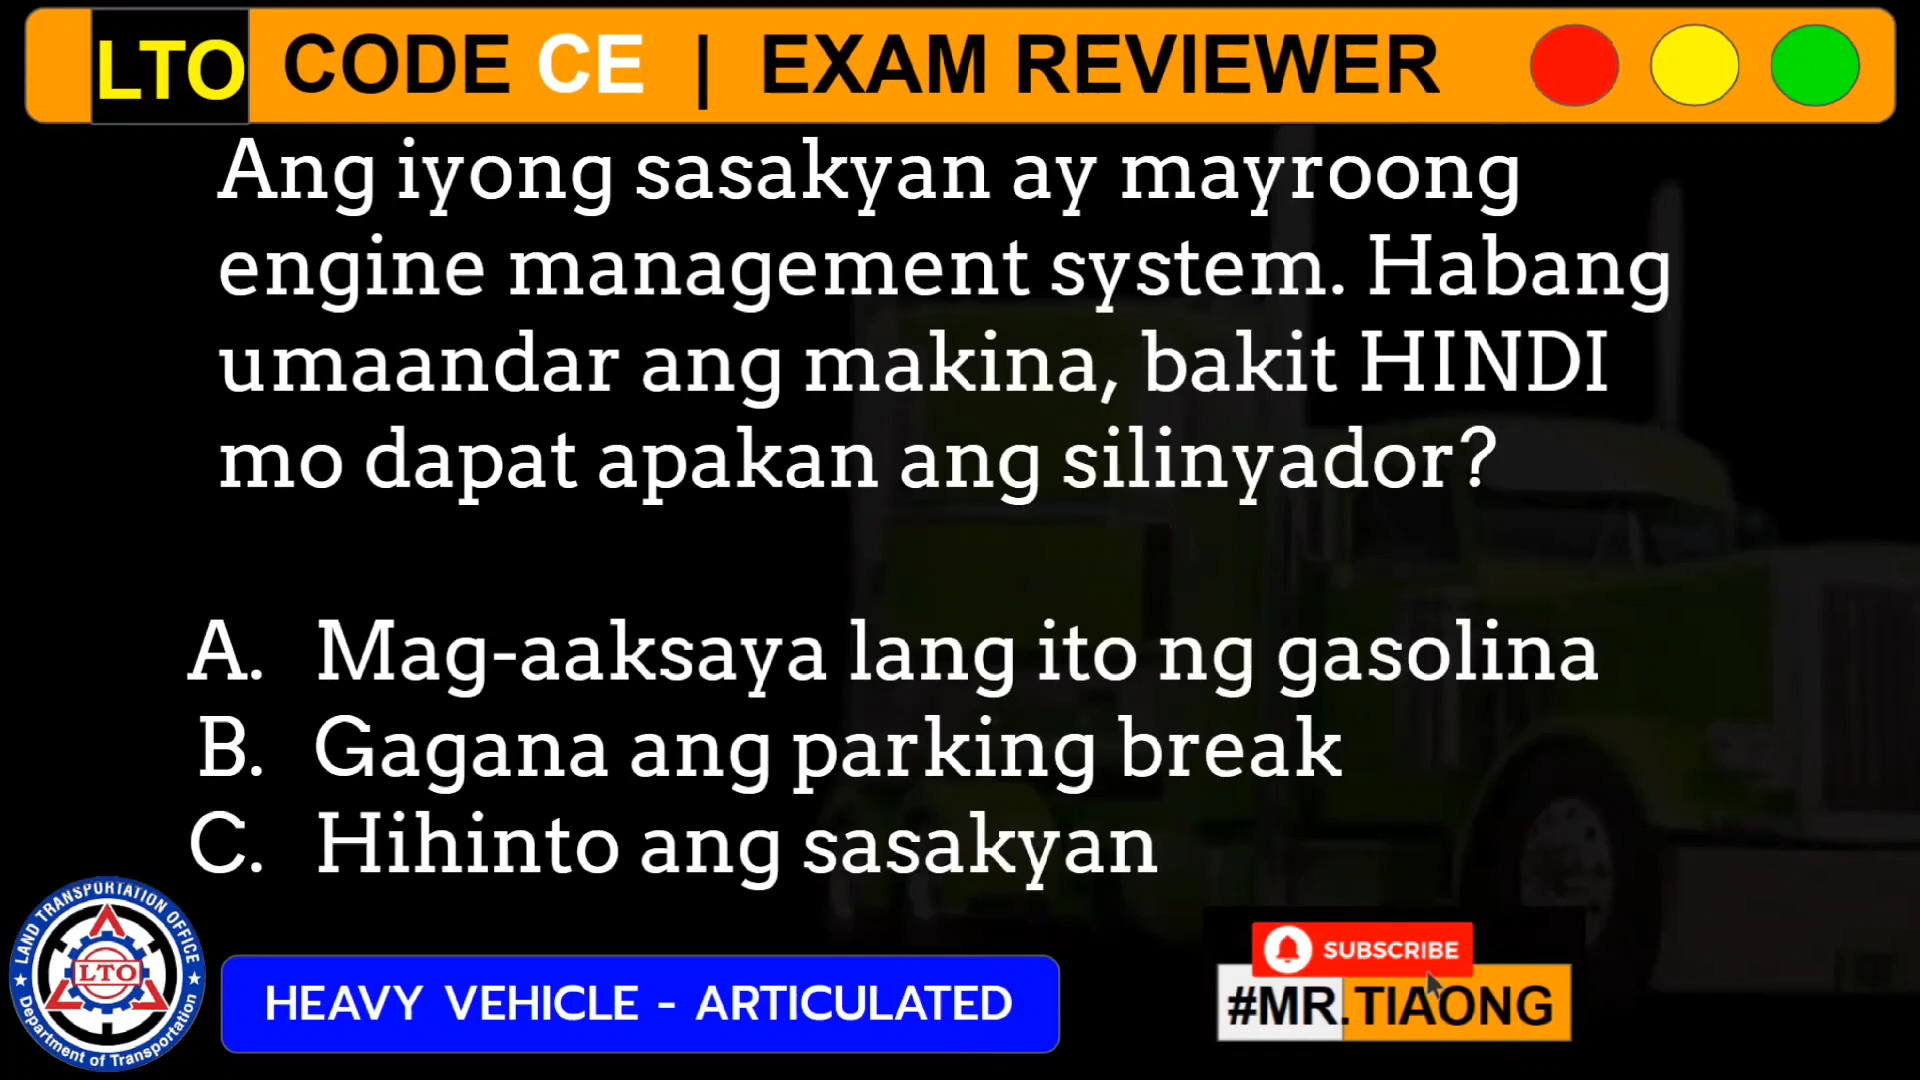 LTO CODE CE | EXAM REVIEWER
Ang iyong sasakyan ay mayroong
engine management system. Habang
umaandar ang makina, bakit HINDI
mo dapat apakan ang silinyador?
A. Mag-aaksaya lang ito ng gasolina
B. Gagana ang parking break
C. Hihinto ang sasakyan
LAND TRANSPORTATION OFFICE
LTO
Department of Transportation
HEAVY VEHICLE - ARTICULATED
SUBSCRIBE
#MR.TIAONG